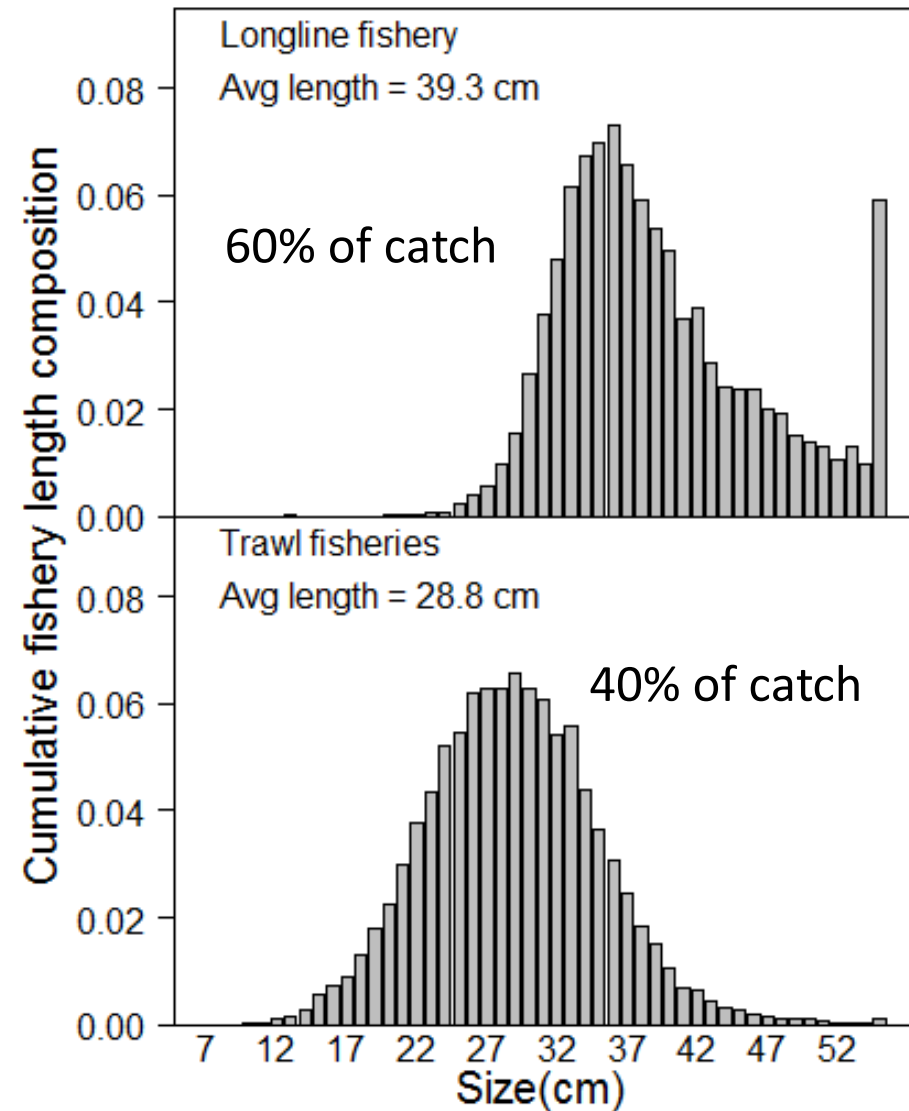 Cumulative fishery length composition
Longline fishery
Avg length = 39.3 cm
60% of catch
0.08
0.06
0.04
0.02
0.00
Trawl fisheries
Avg length = 28.8 cm
40% of catch
0.08
0.06
0.04
0.02
0.00
7 12 17 22 27 32 37 42 47 52
Size(cm)